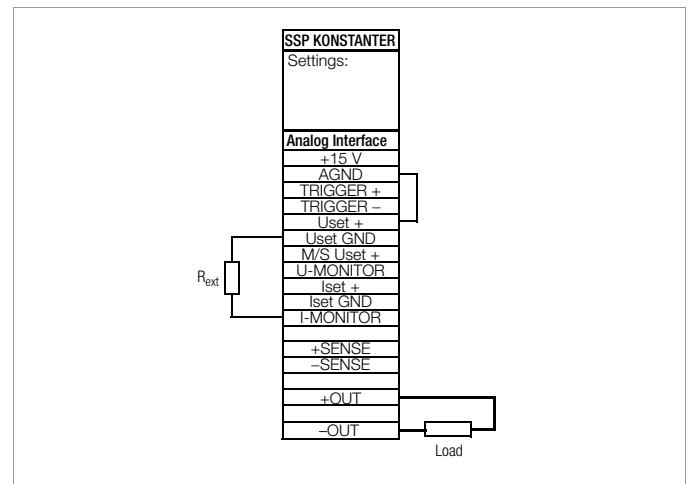 SSP KONSTANTER
Settings:
Analog Interface
+15 V
AGND
TRIGGER +
TRIGGER –
Uset +
Uset GND
M/S Uset +
U-MONITOR
Iset +
Iset GND
I-MONITOR
+SENSE
–SENSE
+OUT
–OUT
Rext
Load